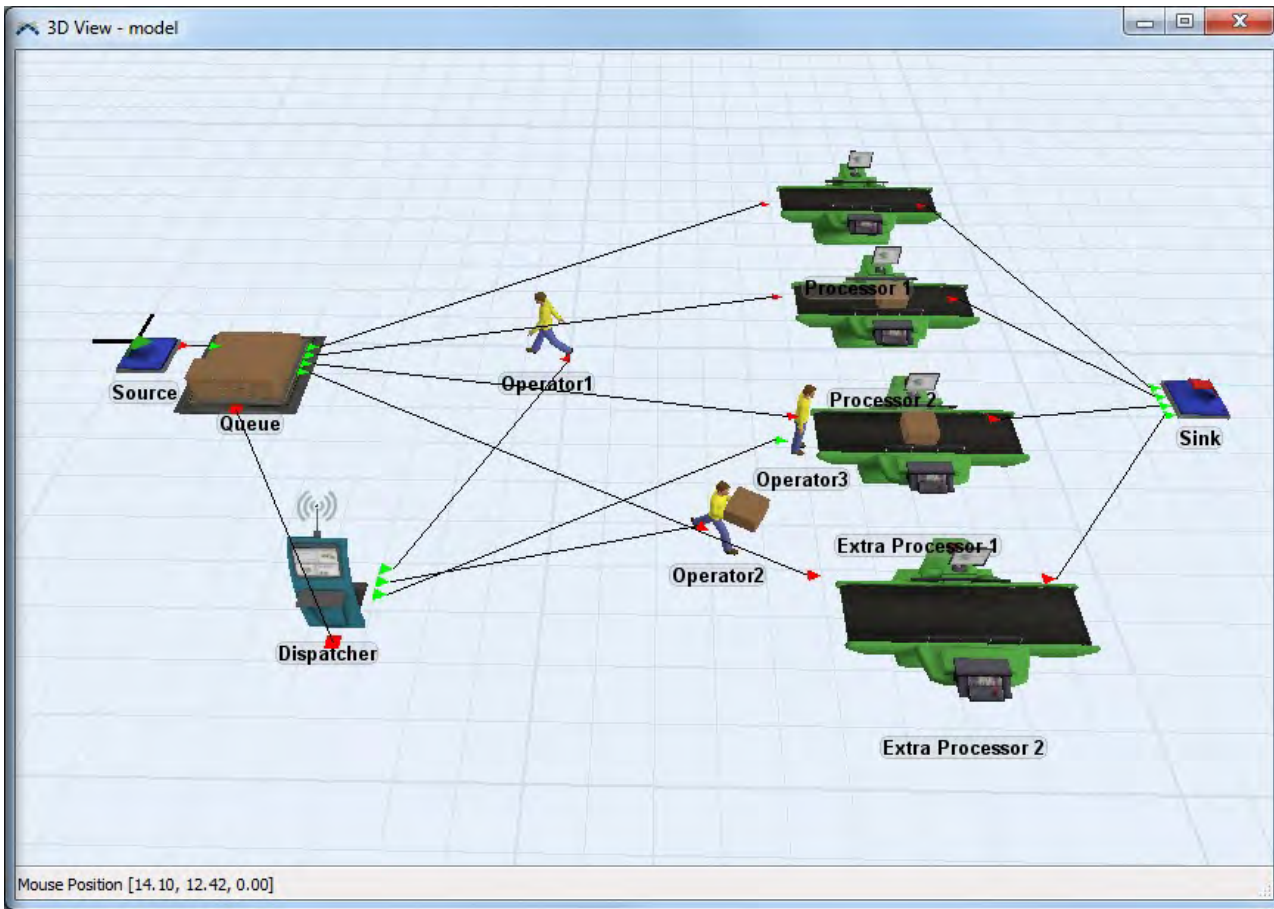 3D View - model
Processor 1
Source
Operator1
Processor 2
Queue
Sink
Operator3
Extra Processor 1
Operator2
Dispatcher
Extra Processor 2
Mouse Position [14.10, 12.42, 0.00]